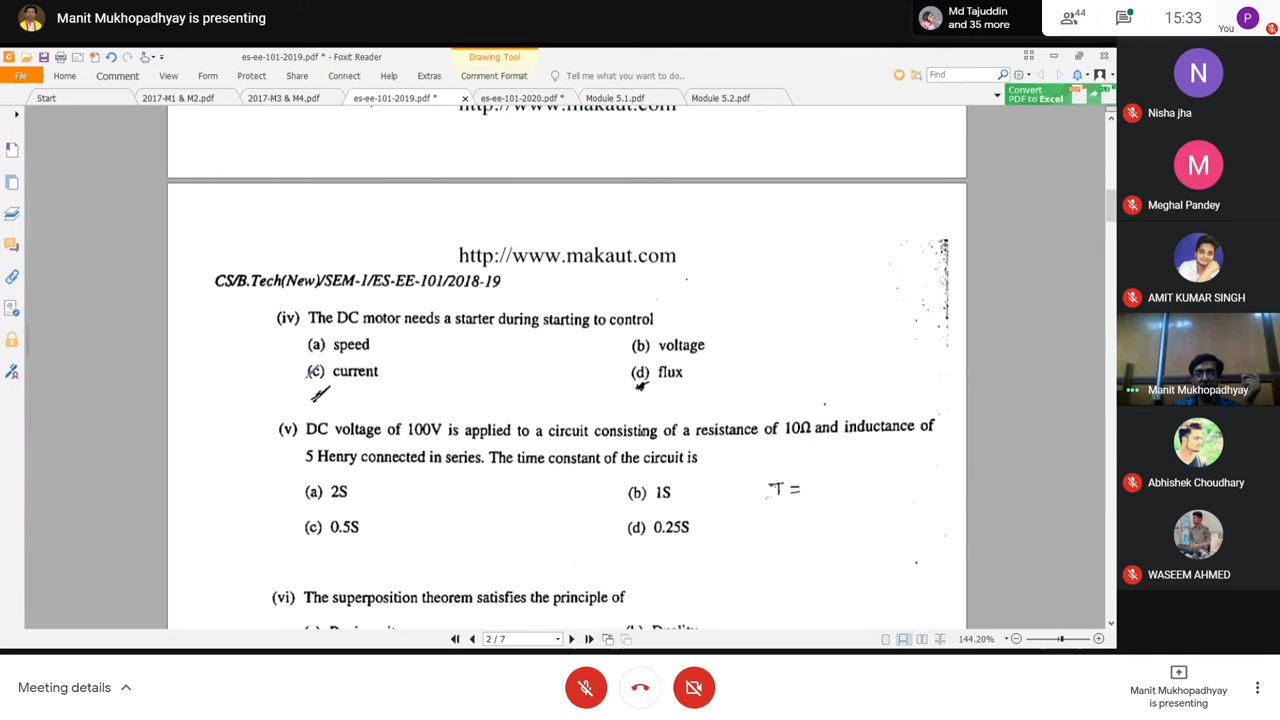 Manit Mukhopadhyay is presenting
Md Tajuddin
and 35 more
44
15:33
You
P
es-ee-101-2019.pdf * - Foxit Reader
Drawing Tool
File
Home
Comment
View
Form
Protect
Share
Connect
Help
Extras
Comment Format
Tell me what you want to do..
Find
Start
2017-M1 & M2.pdf
2017-M3 & M4.pdf
es-ee-101-2019.pdf *
es-ee-101-2020.pdf *
Module 5.1.pdf
Module 5.2.pdf
Convert
PDF to Excel
http://www.makaut.com
http://www.makaut.com
CS/B.Tech(New)/SEM-1/ES-EE-101/2018-19
(iv) The DC motor needs a starter during starting to control
(a) speed (b) voltage
(c) current (d) flux
(v) DC voltage of 100V is applied to a circuit consisting of a resistance of 10Ω and inductance of
5 Henry connected in series. The time constant of the circuit is
(a) 2S (b) 1S T =
(c) 0.5S (d) 0.25S
(vi) The superposition theorem satisfies the principle of
(b) Duality
2 / 7
144.20%
N
Nisha jha
M
Meghal Pandey
AMIT KUMAR SINGH
Manit Mukhopadhyay
Abhishek Choudhary
WASEEM AHMED
Meeting details
Manit Mukhopadhyay
is presenting